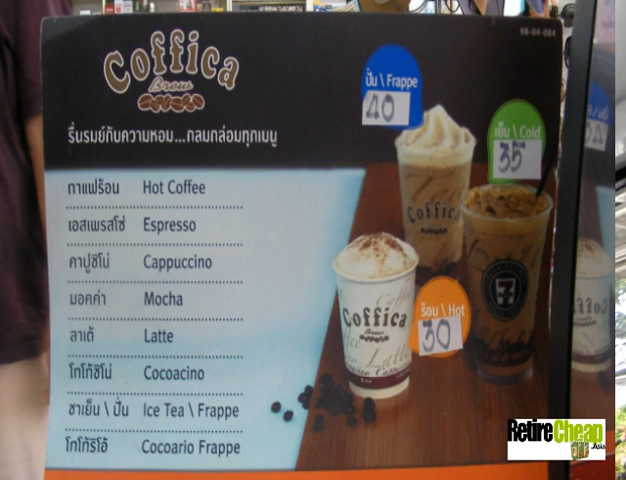 98-04-084
Coffica
Brew
รื่นรมย์กับความหอม...กลมกล่อมทุกเมนู
ปั่น \ Frappe
40
เย็น \ Cold
35
ร้อน \ Hot
30
กาแฟร้อน Hot Coffee
เอสเพรสโซ่ Espresso
คาปูชิโน่ Cappuccino
มอคค่า Mocha
ลาเต้ Latte
โกโก้ชิโน่ Cocoacino
ชาเย็น \ ปั่น Ice Tea \ Frappe
โกโก้ริโอ้ Cocoario Frappe
Coffica
Coffica
Brew
Latte
7
RetireCheap
.Asia